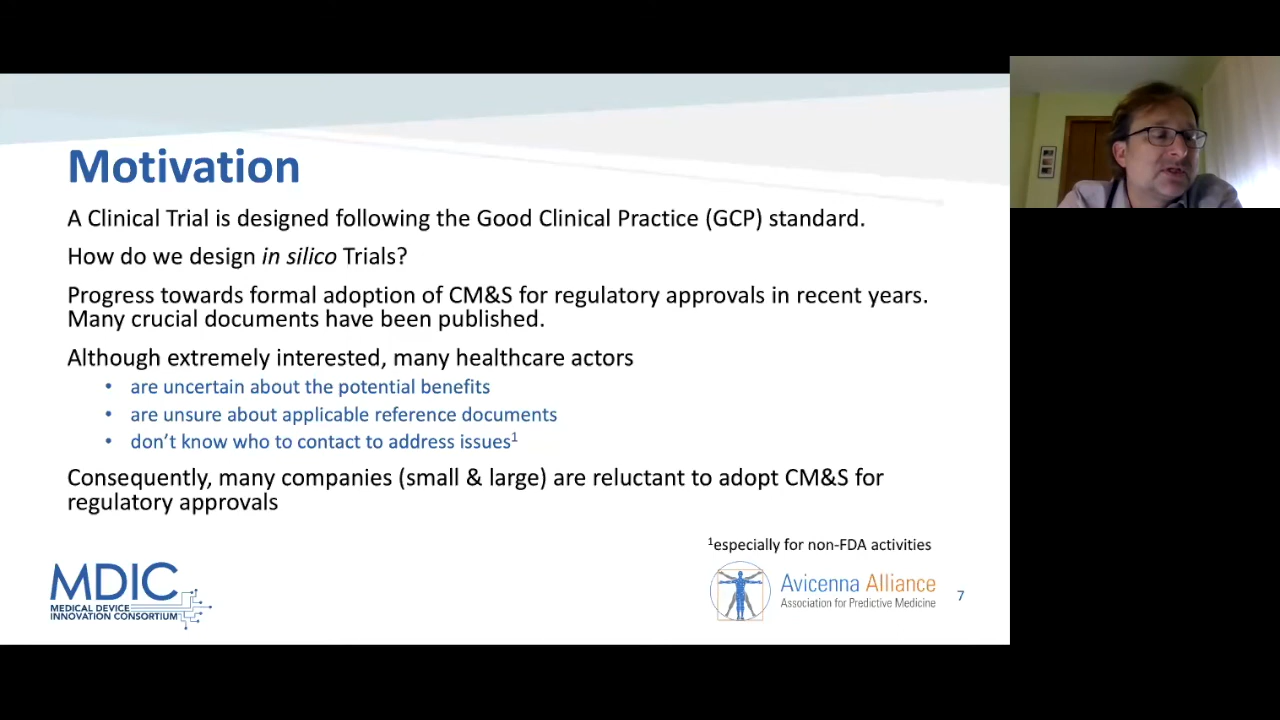 Motivation
A Clinical Trial is designed following the Good Clinical Practice (GCP) standard.
How do we design in silico Trials?
Progress towards formal adoption of CM&S for regulatory approvals in recent years.
Many crucial documents have been published.
Although extremely interested, many healthcare actors
• are uncertain about the potential benefits
• are unsure about applicable reference documents
• don't know who to contact to address issues¹
Consequently, many companies (small & large) are reluctant to adopt CM&S for
regulatory approvals
¹especially for non-FDA activities
MDIC
MEDICAL DEVICE
INNOVATION CONSORTIUM
Avicenna Alliance
Association for Predictive Medicine
7